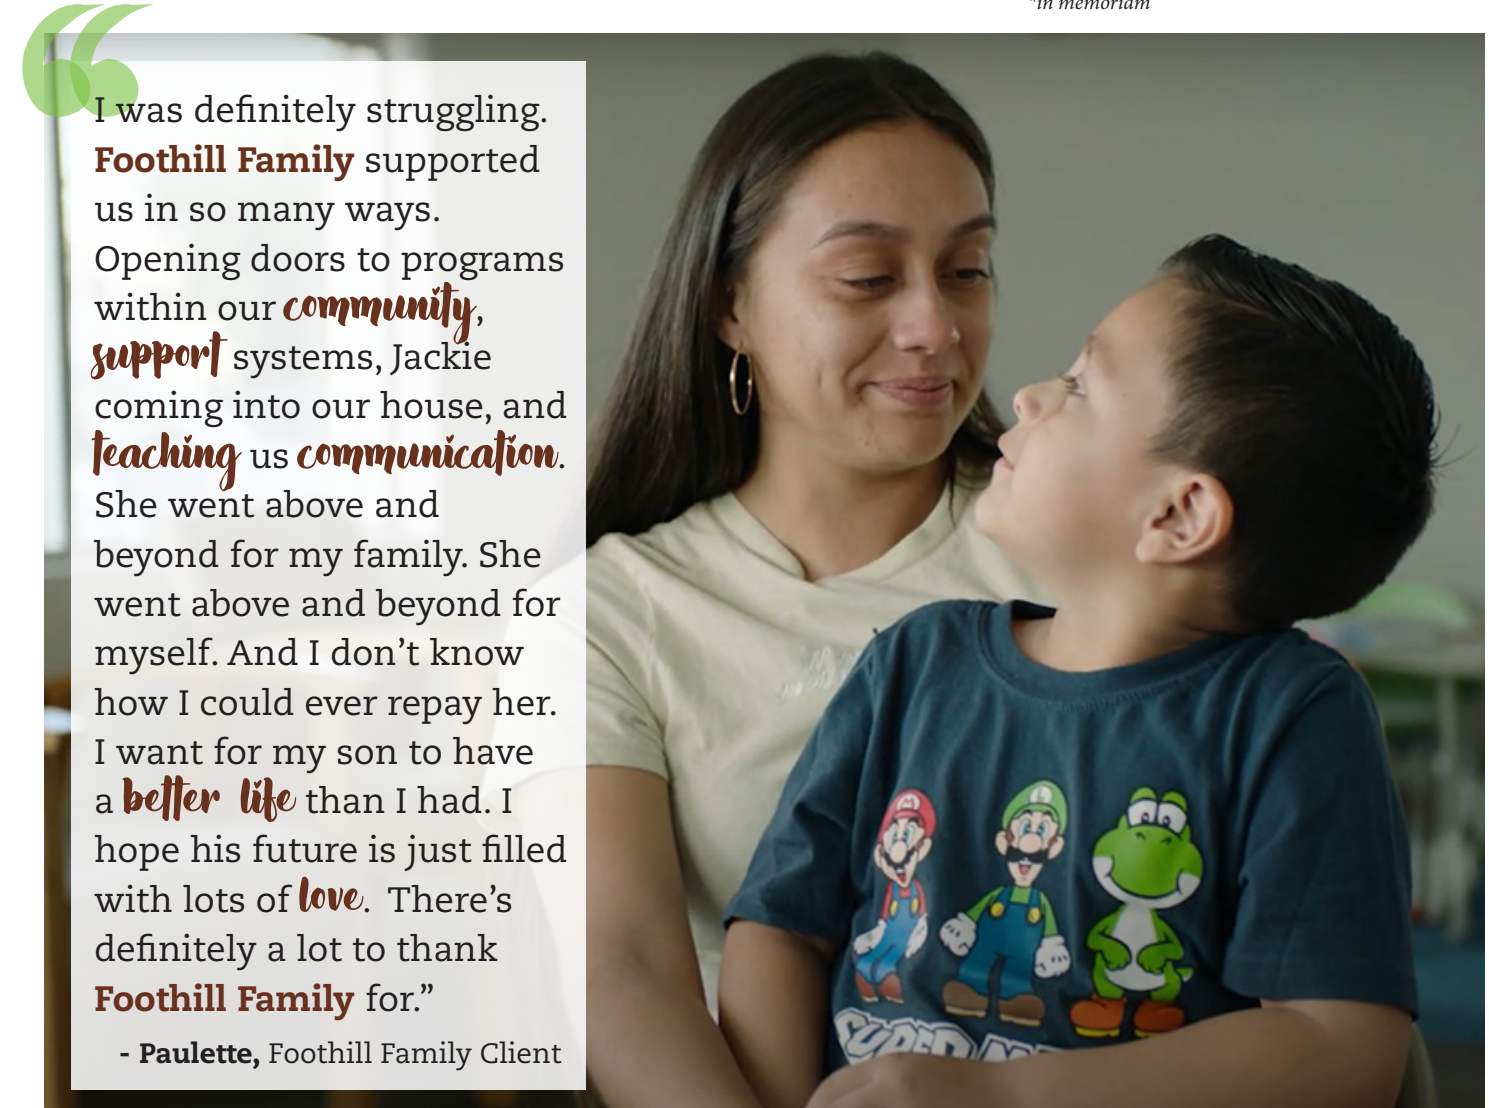 *in memoriam
“
I was definitely struggling.
Foothill Family supported
us in so many ways.
Opening doors to programs
within our community,
support systems, Jackie
coming into our house, and
teaching us communication.
She went above and
beyond for my family. She
went above and beyond for
myself. And I don’t know
how I could ever repay her.
I want for my son to have
a better life than I had. I
hope his future is just filled
with lots of love. There’s
definitely a lot to thank
Foothill Family for.”
- Paulette, Foothill Family Client
M
L
SUPER